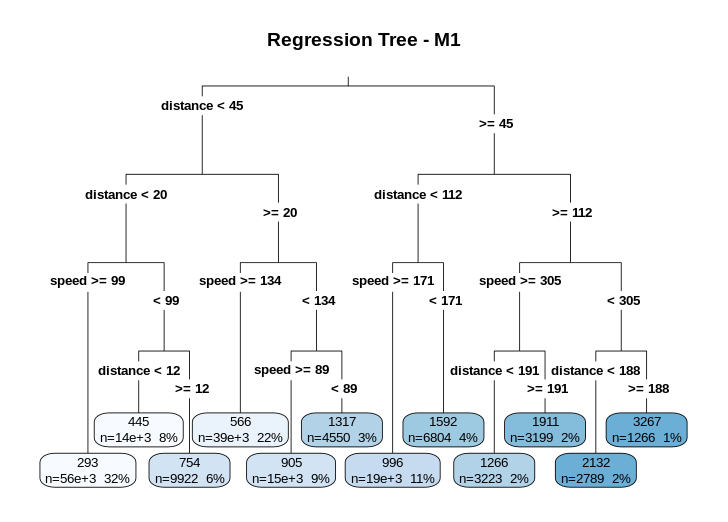 Regression Tree - M1
distance < 45
>= 45
distance < 20
>= 20
distance < 112
>= 112
speed >= 99
< 99
speed >= 134
< 134
speed >= 171
< 171
speed >= 305
< 305
distance < 12
>= 12
speed >= 89
< 89
distance < 191
>= 191
distance < 188
>= 188
445
n=14e+3 8%
566
n=39e+3 22%
1317
n=4550 3%
1592
n=6804 4%
1911
n=3199 2%
3267
n=1266 1%
293
n=56e+3 32%
754
n=9922 6%
905
n=15e+3 9%
996
n=19e+3 11%
1266
n=3223 2%
2132
n=2789 2%